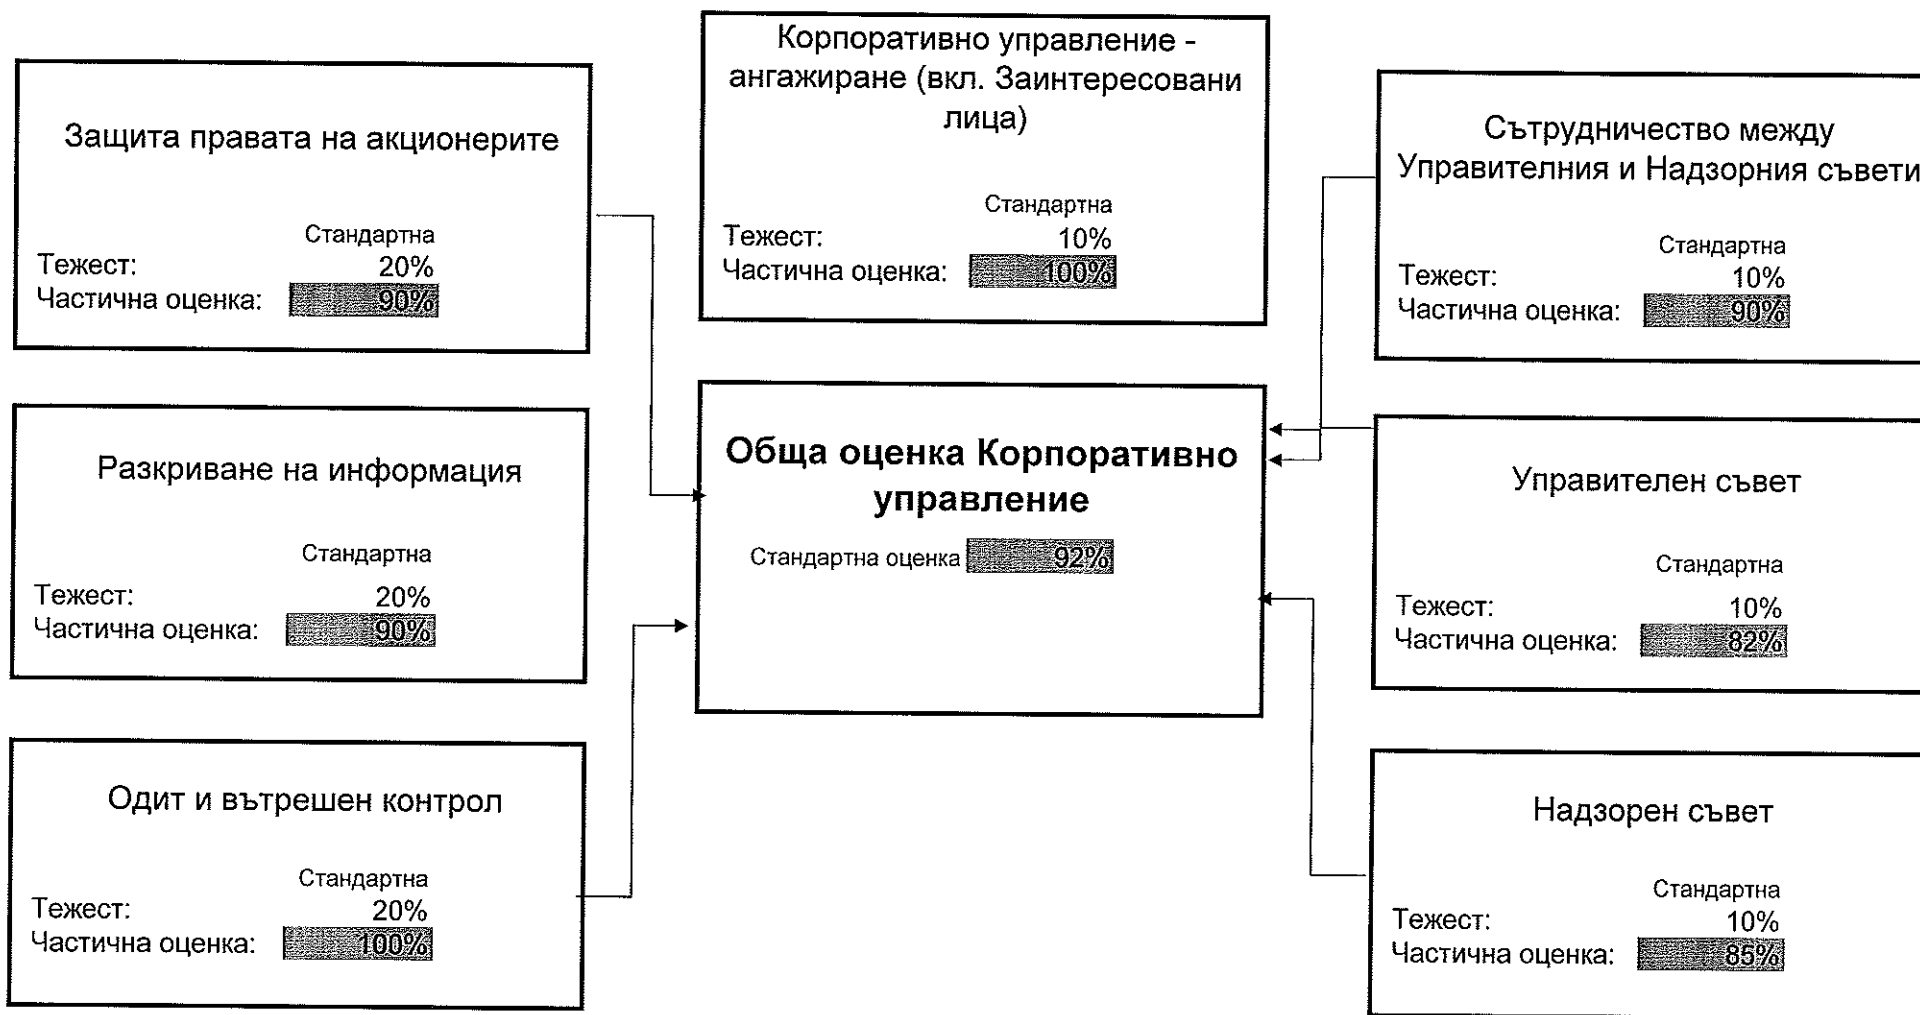 Защита правата на акционерите
Стандартна
Тежест: 20%
Частична оценка: 90%
Корпоративно управление -
ангажиране (вкл. Заинтересовани
лица)
Стандартна
Тежест: 10%
Частична оценка: 100%
Сътрудничество между
Управителния и Надзорния съвети
Стандартна
Тежест: 10%
Частична оценка: 90%
Разкриване на информация
Стандартна
Тежест: 20%
Частична оценка: 90%
Обща оценка Корпоративно
управление
Стандартна оценка 92%
Управителен съвет
Стандартна
Тежест: 10%
Частична оценка: 82%
Одит и вътрешен контрол
Стандартна
Тежест: 20%
Частична оценка: 100%
Надзорен съвет
Стандартна
Тежест: 10%
Частична оценка: 85%